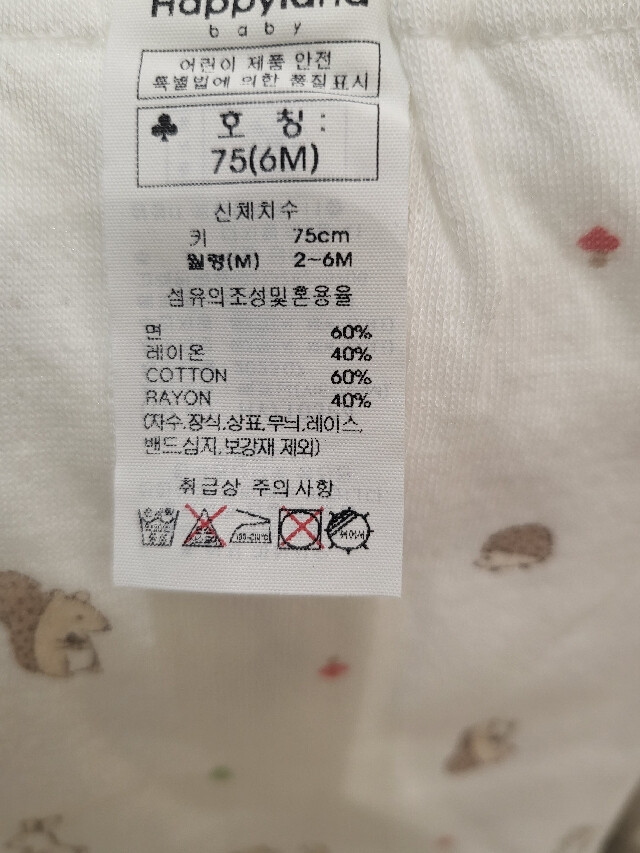 Happyland
baby
어린이 제품 안전
특별법에 의한 품질표시
♣ 호 칭 :
75(6M)
신체치수
키 75cm
월령(M) 2~6M
섬유의조성및혼용율
면 60%
레이온 40%
COTTON 60%
RAYON 40%
(자수,장식,상표,무늬,레이스,
밴드,심지,보강재 제외)
취급상 주의사항